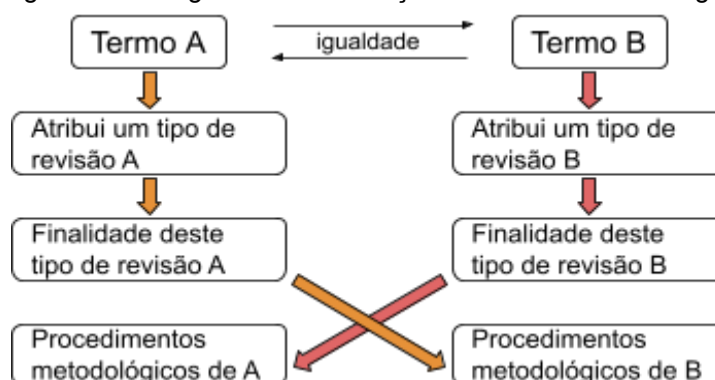 Termo A
igualdade
Termo B
Atribui um tipo de
revisão A
Atribui um tipo de
revisão B
Finalidade deste
tipo de revisão A
Finalidade deste
tipo de revisão B
Procedimentos
metodológicos de A
Procedimentos
metodológicos de B